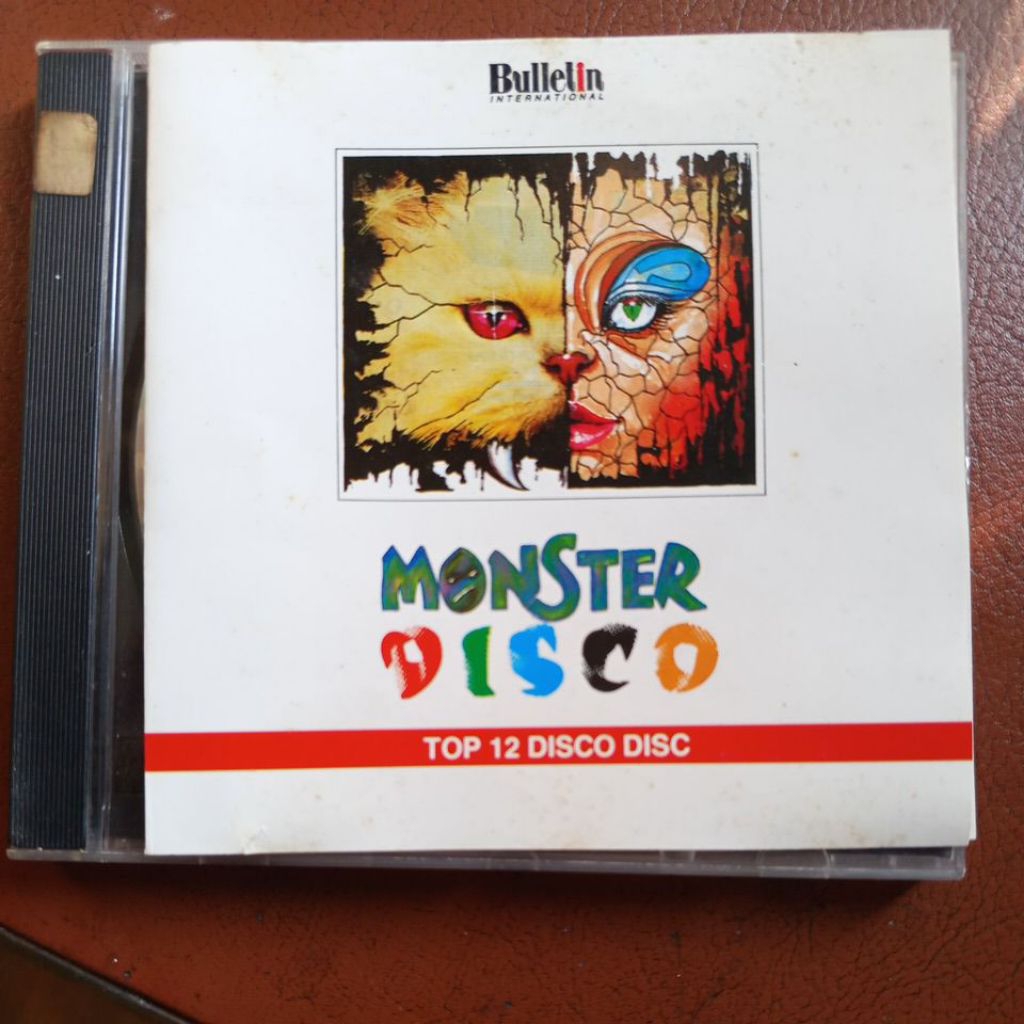 Bulletin
INTERNATIONAL
MONSTER
DISCO
TOP 12 DISCO DISC